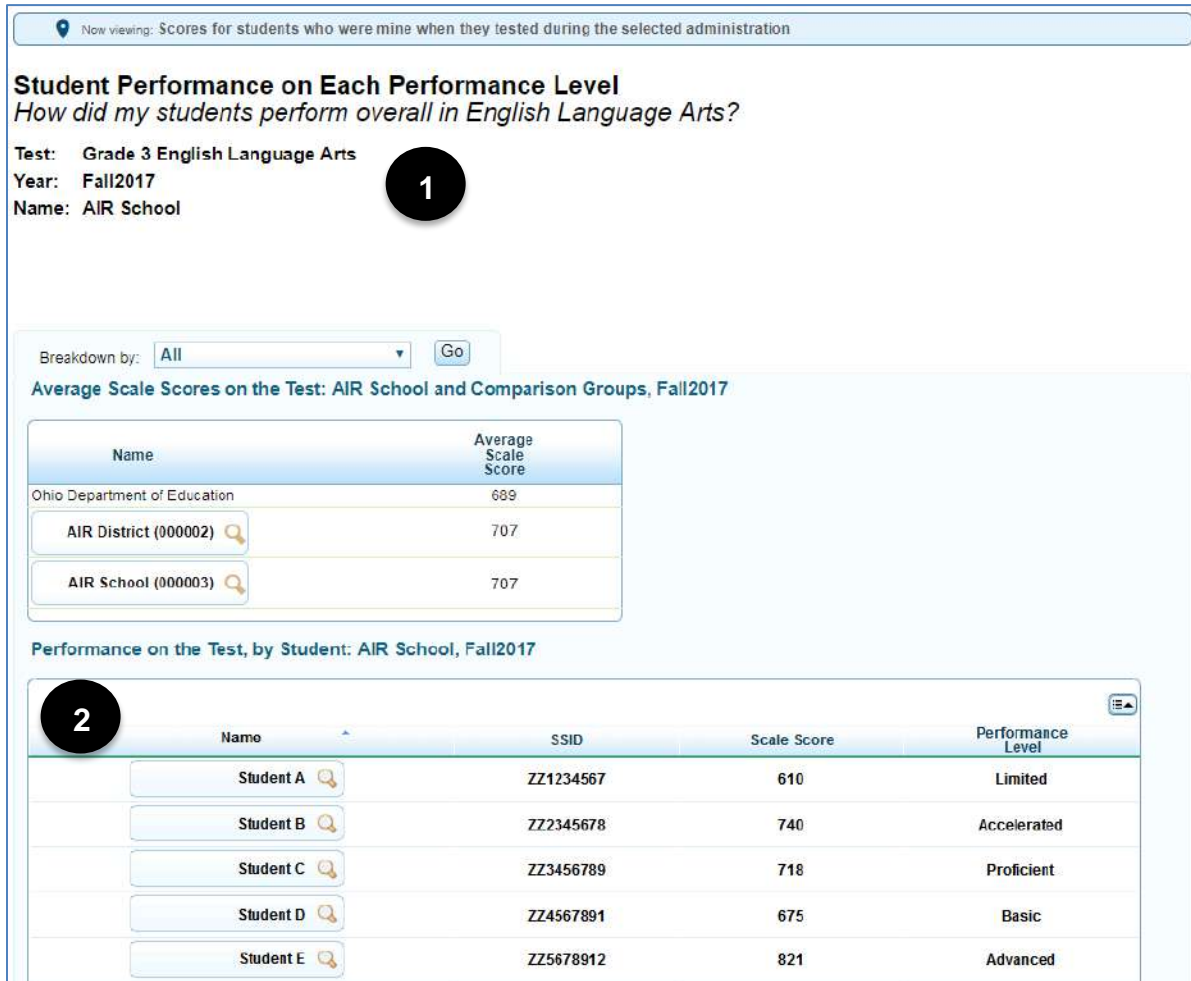 Now viewing: Scores for students who were mine when they tested during the selected administration
Student Performance on Each Performance Level
How did my students perform overall in English Language Arts?
Test: Grade 3 English Language Arts
Year: Fall2017
Name: AIR School
1
Breakdown by: All Go
Average Scale Scores on the Test: AIR School and Comparison Groups, Fall2017
Name Average Scale Score
Ohio Department of Education 689
AIR District (000002) 707
AIR School (000003) 707
Performance on the Test, by Student: AIR School, Fall2017
2
Name SSID Scale Score Performance Level
Student A ZZ1234567 610 Limited
Student B ZZ2345678 740 Accelerated
Student C ZZ3456789 718 Proficient
Student D ZZ4567891 675 Basic
Student E ZZ5678912 821 Advanced